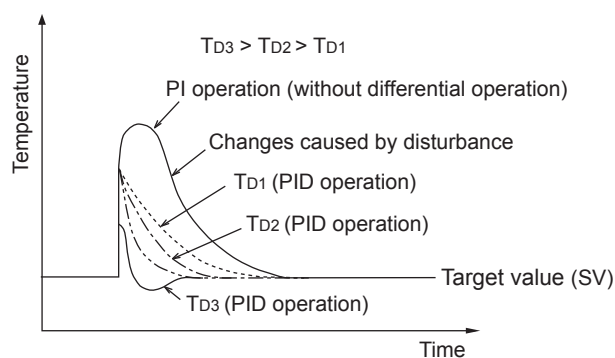 TD3 > TD2 > TD1
PI operation (without differential operation)
Changes caused by disturbance
TD1 (PID operation)
TD2 (PID operation)
Target value (SV)
TD3 (PID operation)
Temperature
Time